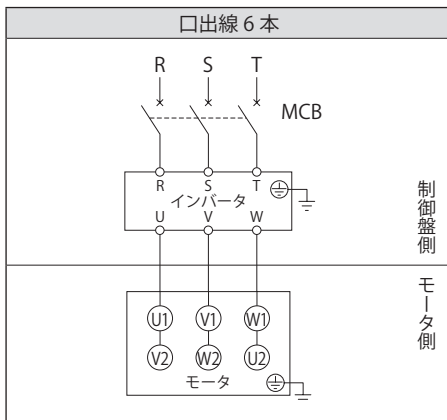 口出線 6 本
R S T
MCB
R S T
インバータ
U V W
制御盤側
モータ側
U1 V1 W1
V2 W2 U2
モータ